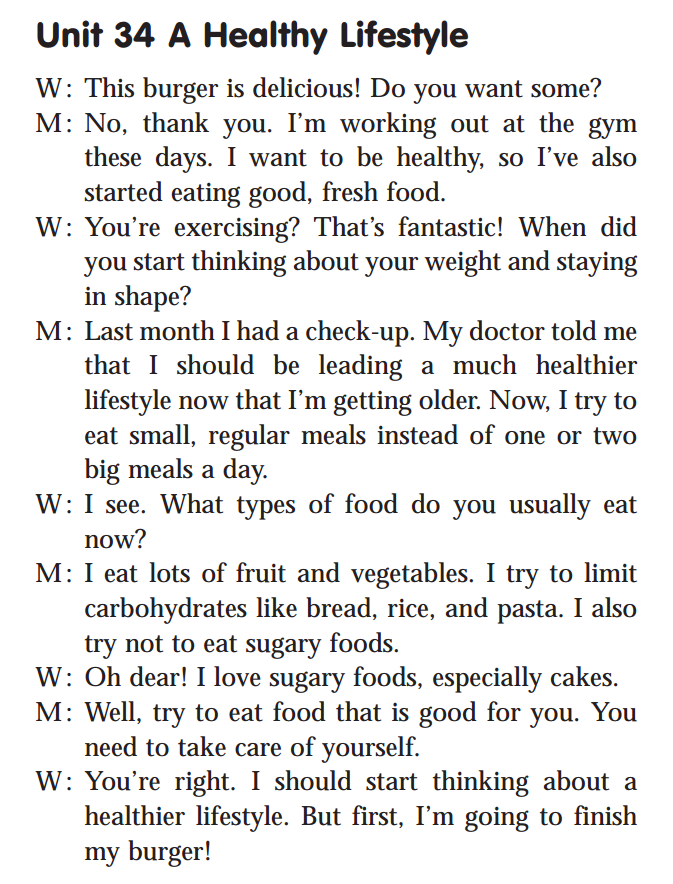 Unit 34 A Healthy Lifestyle
W: This burger is delicious! Do you want some?
M: No, thank you. I'm working out at the gym
these days. I want to be healthy, so I've also
started eating good, fresh food.
W: You're exercising? That's fantastic! When did
you start thinking about your weight and staying
in shape?
M: Last month I had a check-up. My doctor told me
that I should be leading a much healthier
lifestyle now that I'm getting older. Now, I try to
eat small, regular meals instead of one or two
big meals a day.
W: I see. What types of food do you usually eat
now?
M: I eat lots of fruit and vegetables. I try to limit
carbohydrates like bread, rice, and pasta. I also
try not to eat sugary foods.
W: Oh dear! I love sugary foods, especially cakes.
M: Well, try to eat food that is good for you. You
need to take care of yourself.
W: You're right. I should start thinking about a
healthier lifestyle. But first, I'm going to finish
my burger!